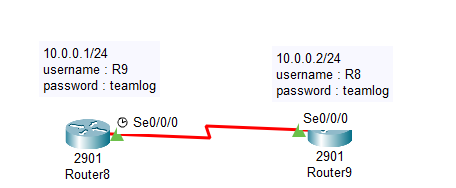 10.0.0.1/24
username : R9
password : teamlog
10.0.0.2/24
username : R8
password : teamlog
Se0/0/0
Se0/0/0
2901
Router8
2901
Router9